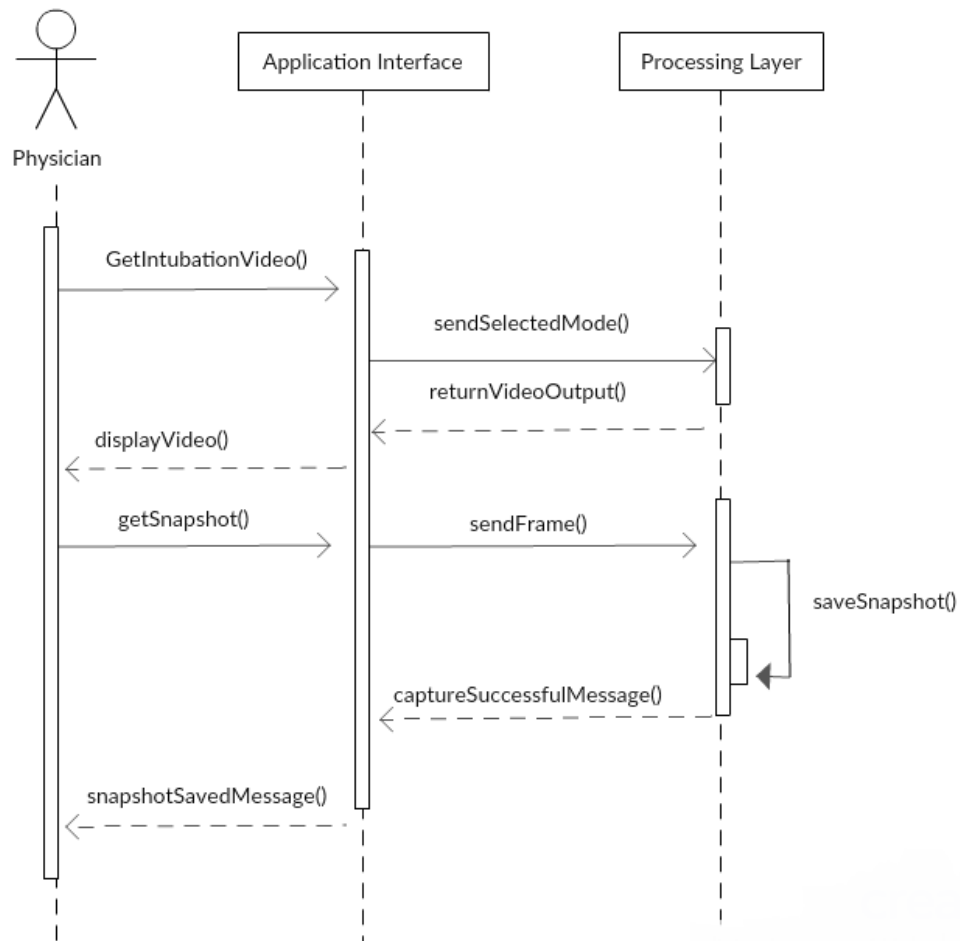 Application Interface
Processing Layer
Physician
GetIntubationVideo()
sendSelectedMode()
returnVideoOutput()
displayVideo()
getSnapshot()
sendFrame()
saveSnapshot()
captureSuccessfulMessage()
snapshotSavedMessage()